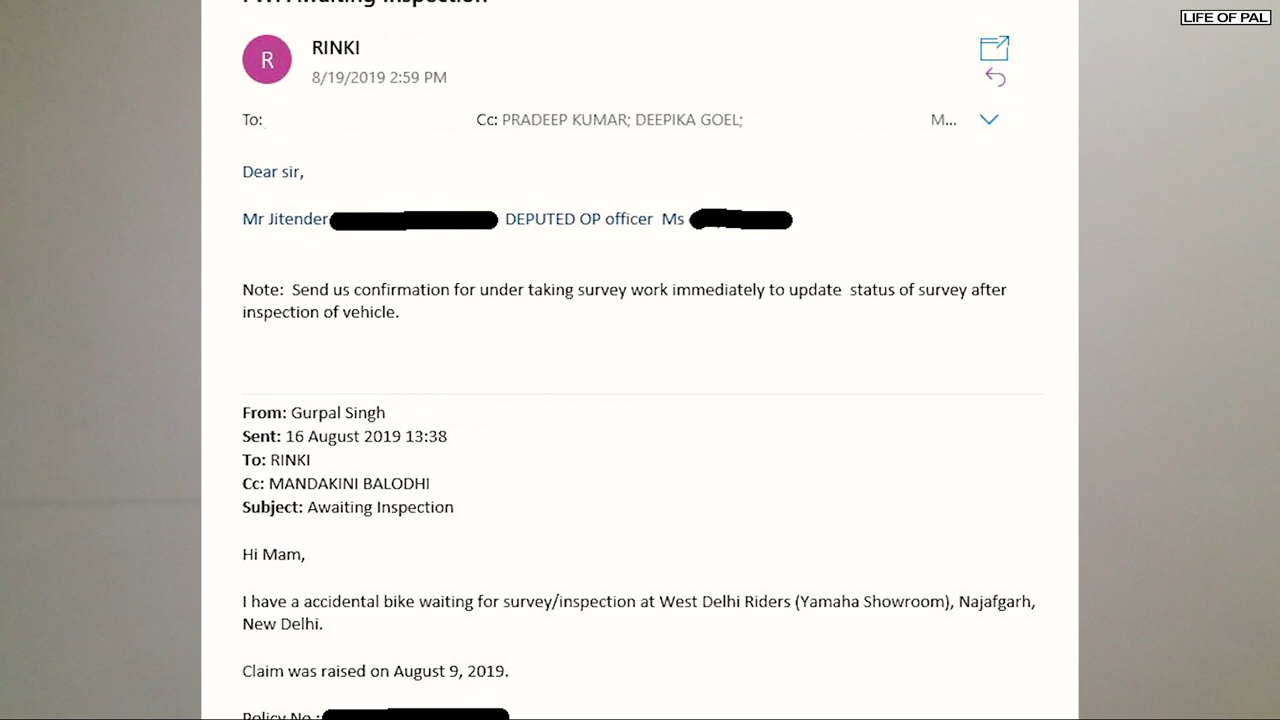 LIFE OF PAL
Awaiting Inspection
R
RINKI
8/19/2019 2:59 PM
To:
Cc: PRADEEP KUMAR; DEEPIKA GOEL;
M...
Dear sir,
Mr Jitender DEPUTED OP officer Ms
Note: Send us confirmation for under taking survey work immediately to update status of survey after
inspection of vehicle.
From: Gurpal Singh
Sent: 16 August 2019 13:38
To: RINKI
Cc: MANDAKINI BALODHI
Subject: Awaiting Inspection
Hi Mam,
I have a accidental bike waiting for survey/inspection at West Delhi Riders (Yamaha Showroom), Najafgarh,
New Delhi.
Claim was raised on August 9, 2019.
Policy No :